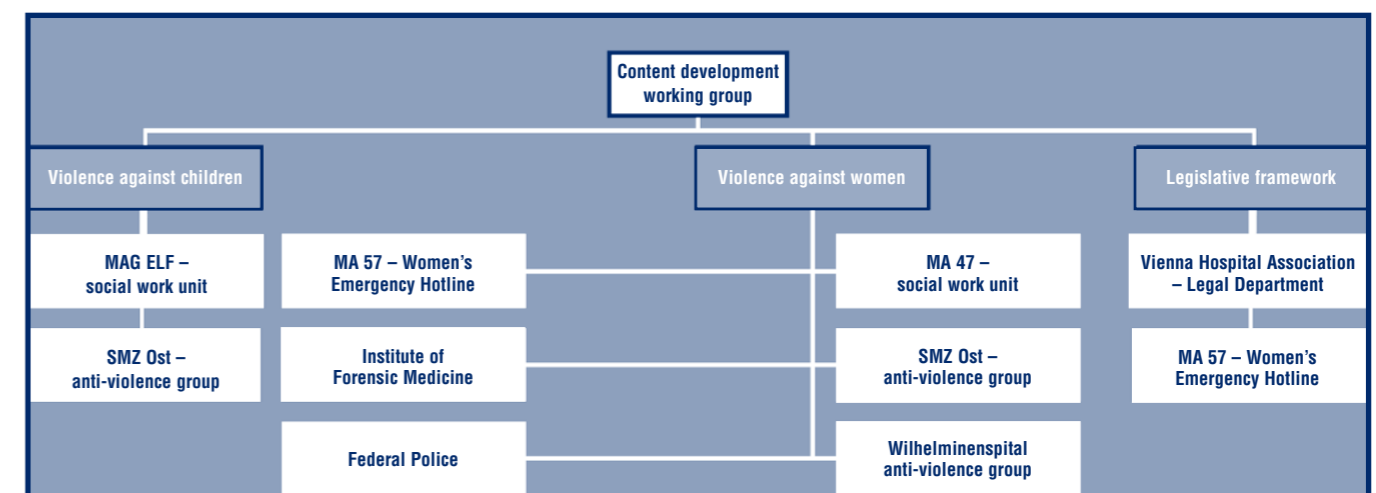 Content development
working group
Violence against children
Violence against women
Legislative framework
MAG ELF –
social work unit
MA 57 – Women’s
Emergency Hotline
MA 47 –
social work unit
Vienna Hospital Association
– Legal Department
SMZ Ost –
anti-violence group
Institute of
Forensic Medicine
SMZ Ost –
anti-violence group
MA 57 – Women’s
Emergency Hotline
Federal Police
Wilhelminenspital
anti-violence group